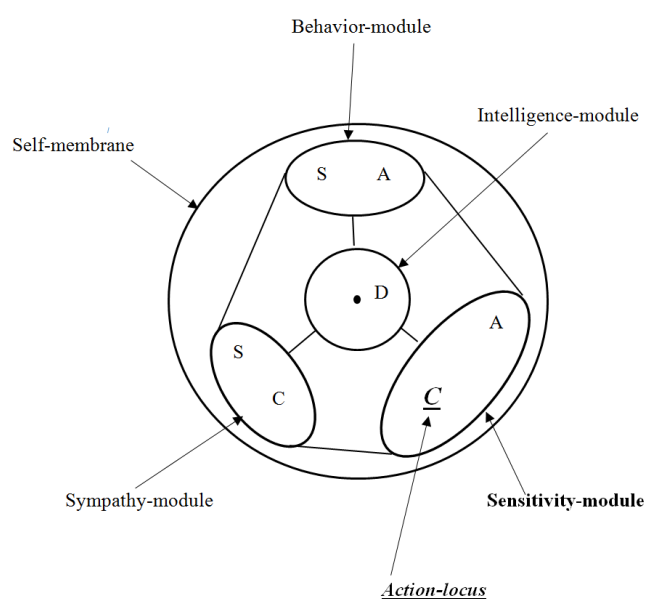 Behavior-module
Intelligence-module
Self-membrane
S A
D
A
S
C
C
Sympathy-module
Sensitivity-module
Action-locus